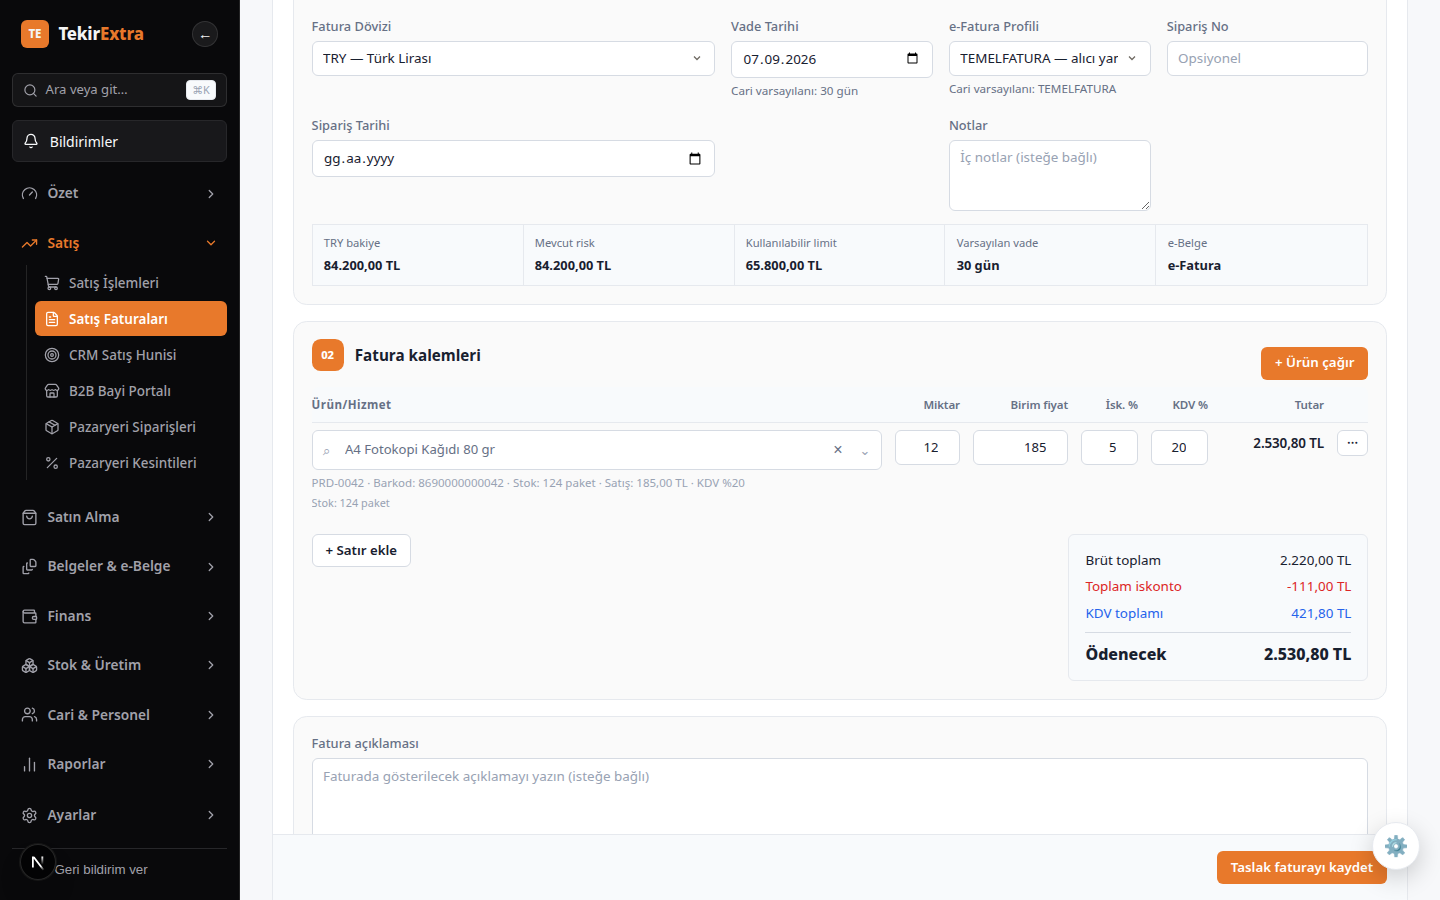 TE TekirExtra ←
Ara veya git... ⌘K
Bildirimler
Özet
Satış
Satış İşlemleri
Satış Faturaları
CRM Satış Hunisi
B2B Bayi Portalı
Pazaryeri Siparişleri
Pazaryeri Kesintileri
Satın Alma
Belgeler & e-Belge
Finans
Stok & Üretim
Cari & Personel
Raporlar
Ayarlar
N Geri bildirim ver
Fatura Dövizi Vade Tarihi e-Fatura Profili Sipariş No
TRY — Türk Lirası 07.09.2026 TEMELFATURA — alıcı yar Opsiyonel
Cari varsayılanı: 30 gün Cari varsayılanı: TEMELFATURA
Sipariş Tarihi Notlar
gg.aa.yyyy İç notlar (isteğe bağlı)
TRY bakiye Mevcut risk Kullanılabilir limit Varsayılan vade e-Belge
84.200,00 TL 84.200,00 TL 65.800,00 TL 30 gün e-Fatura
02 Fatura kalemleri
+ Ürün çağır
Ürün/Hizmet Miktar Birim fiyat İsk. % KDV % Tutar
A4 Fotokopi Kağıdı 80 gr × 12 185 5 20 2.530,80 TL ...
PRD-0042 · Barkod: 8690000000042 · Stok: 124 paket · Satış: 185,00 TL · KDV %20
Stok: 124 paket
+ Satır ekle
Brüt toplam 2.220,00 TL
Toplam iskonto -111,00 TL
KDV toplamı 421,80 TL
Ödenecek 2.530,80 TL
Fatura açıklaması
Faturada gösterilecek açıklamayı yazın (isteğe bağlı)
Taslak faturayı kaydet